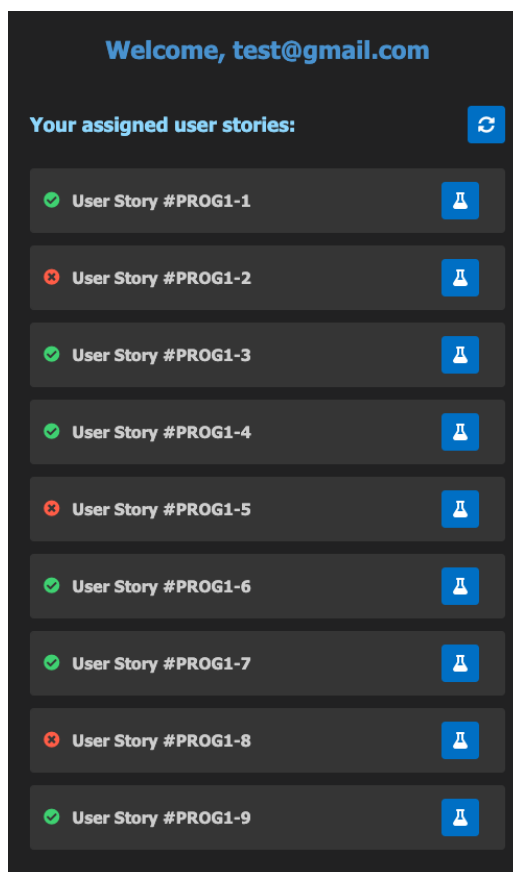 Welcome, test@gmail.com
Your assigned user stories:
User Story #PROG1-1
User Story #PROG1-2
User Story #PROG1-3
User Story #PROG1-4
User Story #PROG1-5
User Story #PROG1-6
User Story #PROG1-7
User Story #PROG1-8
User Story #PROG1-9